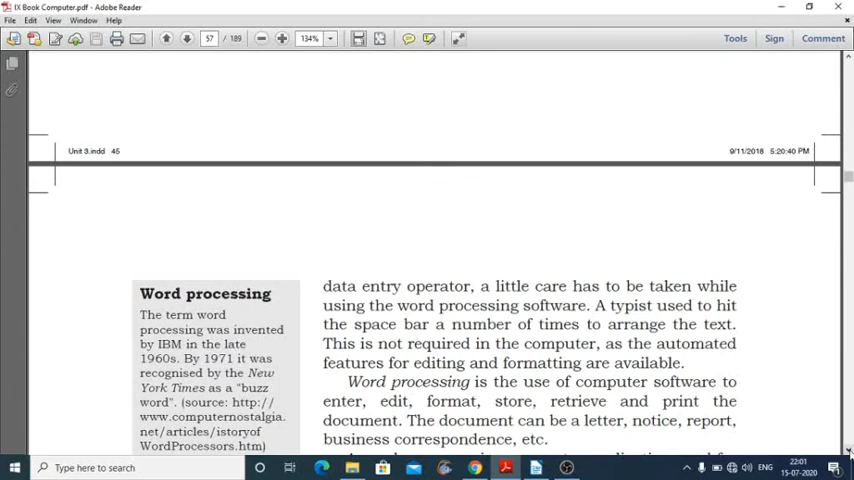 IX Book Computer.pdf - Adobe Reader
File Edit View Window Help
57 / 189 134% Tools Sign Comment
Unit 3.indd 45 9/11/2018 5:20:40 PM
Word processing
The term word
processing was invented
by IBM in the late
1960s. By 1971 it was
recognised by the New
York Times as a "buzz
word". (source: http://
www.computernostalgia.
net/articles/istoryof
WordProcessors.htm)
data entry operator, a little care has to be taken while
using the word processing software. A typist used to hit
the space bar a number of times to arrange the text.
This is not required in the computer, as the automated
features for editing and formatting are available.
Word processing is the use of computer software to
enter, edit, format, store, retrieve and print the
document. The document can be a letter, notice, report,
business correspondence, etc.
Type here to search
ENG 22:01
15-07-2020